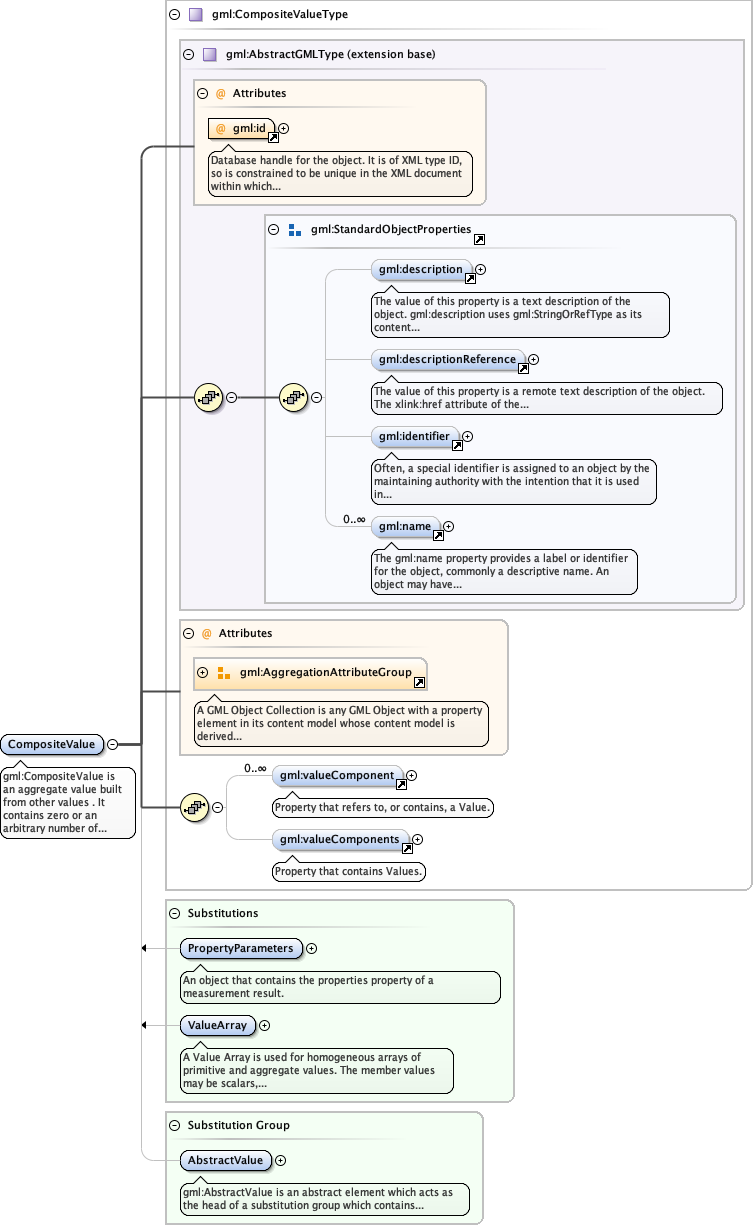 gml:CompositeValueType
gml:AbstractGMLType (extension base)
@ Attributes
@ gml:id
Database handle for the object. It is of XML type ID,
so is constrained to be unique in the XML document
within which...
gml:StandardObjectProperties
gml:description
The value of this property is a text description of the
object. gml:description uses gml:StringOrRefType as its
content...
gml:descriptionReference
The value of this property is a remote text description of the object.
The xlink:href attribute of the...
gml:identifier
Often, a special identifier is assigned to an object by the
maintaining authority with the intention that it is used
in...
0..∞
gml:name
The gml:name property provides a label or identifier
for the object, commonly a descriptive name. An
object may have...
@ Attributes
gml:AggregationAttributeGroup
A GML Object Collection is any GML Object with a property
element in its content model whose content model is
derived...
CompositeValue
gml:CompositeValue is
an aggregate value built
from other values . It
contains zero or an
arbitrary number of...
0..∞
gml:valueComponent
Property that refers to, or contains, a Value.
gml:valueComponents
Property that contains Values.
Substitutions
PropertyParameters
An object that contains the properties property of a
measurement result.
ValueArray
A Value Array is used for homogeneous arrays of
primitive and aggregate values. The member values
may be scalars,...
Substitution Group
AbstractValue
gml:AbstractValue is an abstract element which acts as
the head of a substitution group which contains...